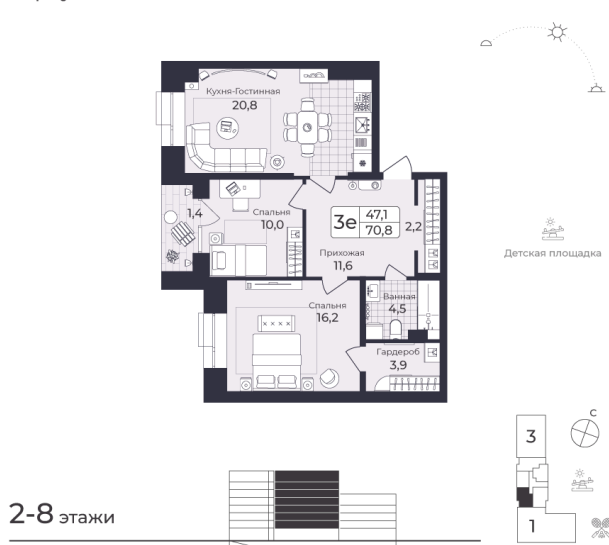 Кухня-Гостинная
20,8
1,4
Спальня
10,0
3е
47,1
70,8
2,2
Прихожая
11,6
Детская площадка
Спальня
16,2
Ванная
4,5
Гардероб
3,9
С
3
1
2-8 этажи